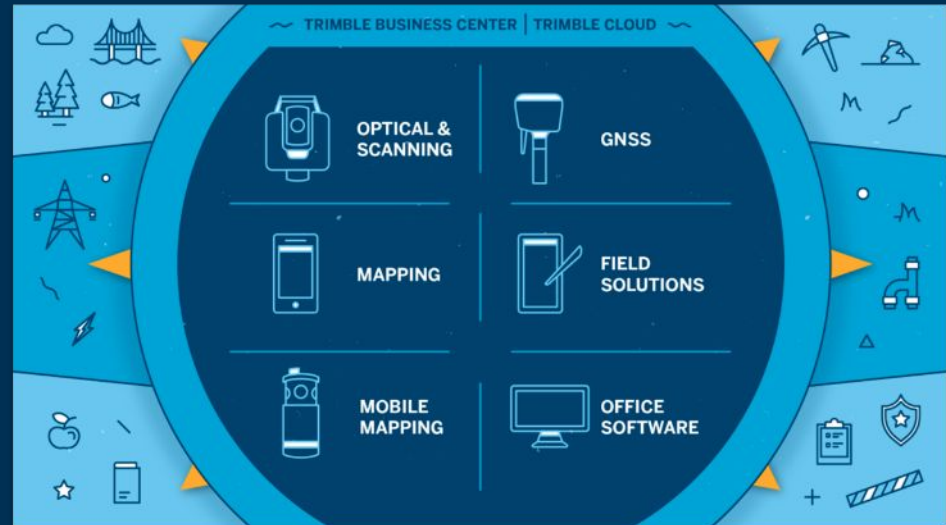 TRIMBLE BUSINESS CENTER | TRIMBLE CLOUD
OPTICAL &
SCANNING
GNSS
MAPPING
FIELD
SOLUTIONS
MOBILE
MAPPING
OFFICE
SOFTWARE